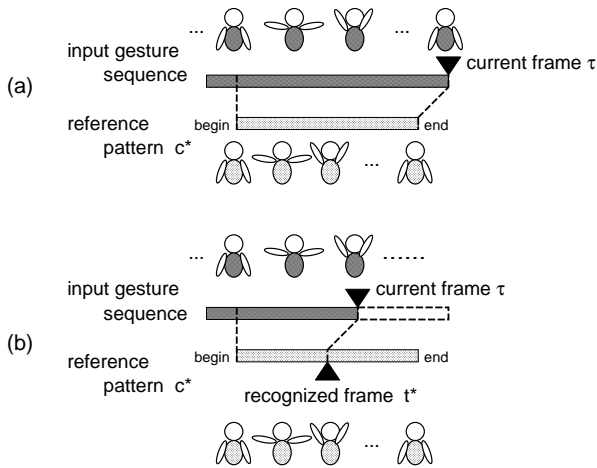 ...
...
input gesture
sequence
current frame τ
(a)
reference
pattern c*
begin
end
...
...
......
input gesture
sequence
current frame τ
(b)
reference
pattern c*
begin
end
recognized frame t*
...